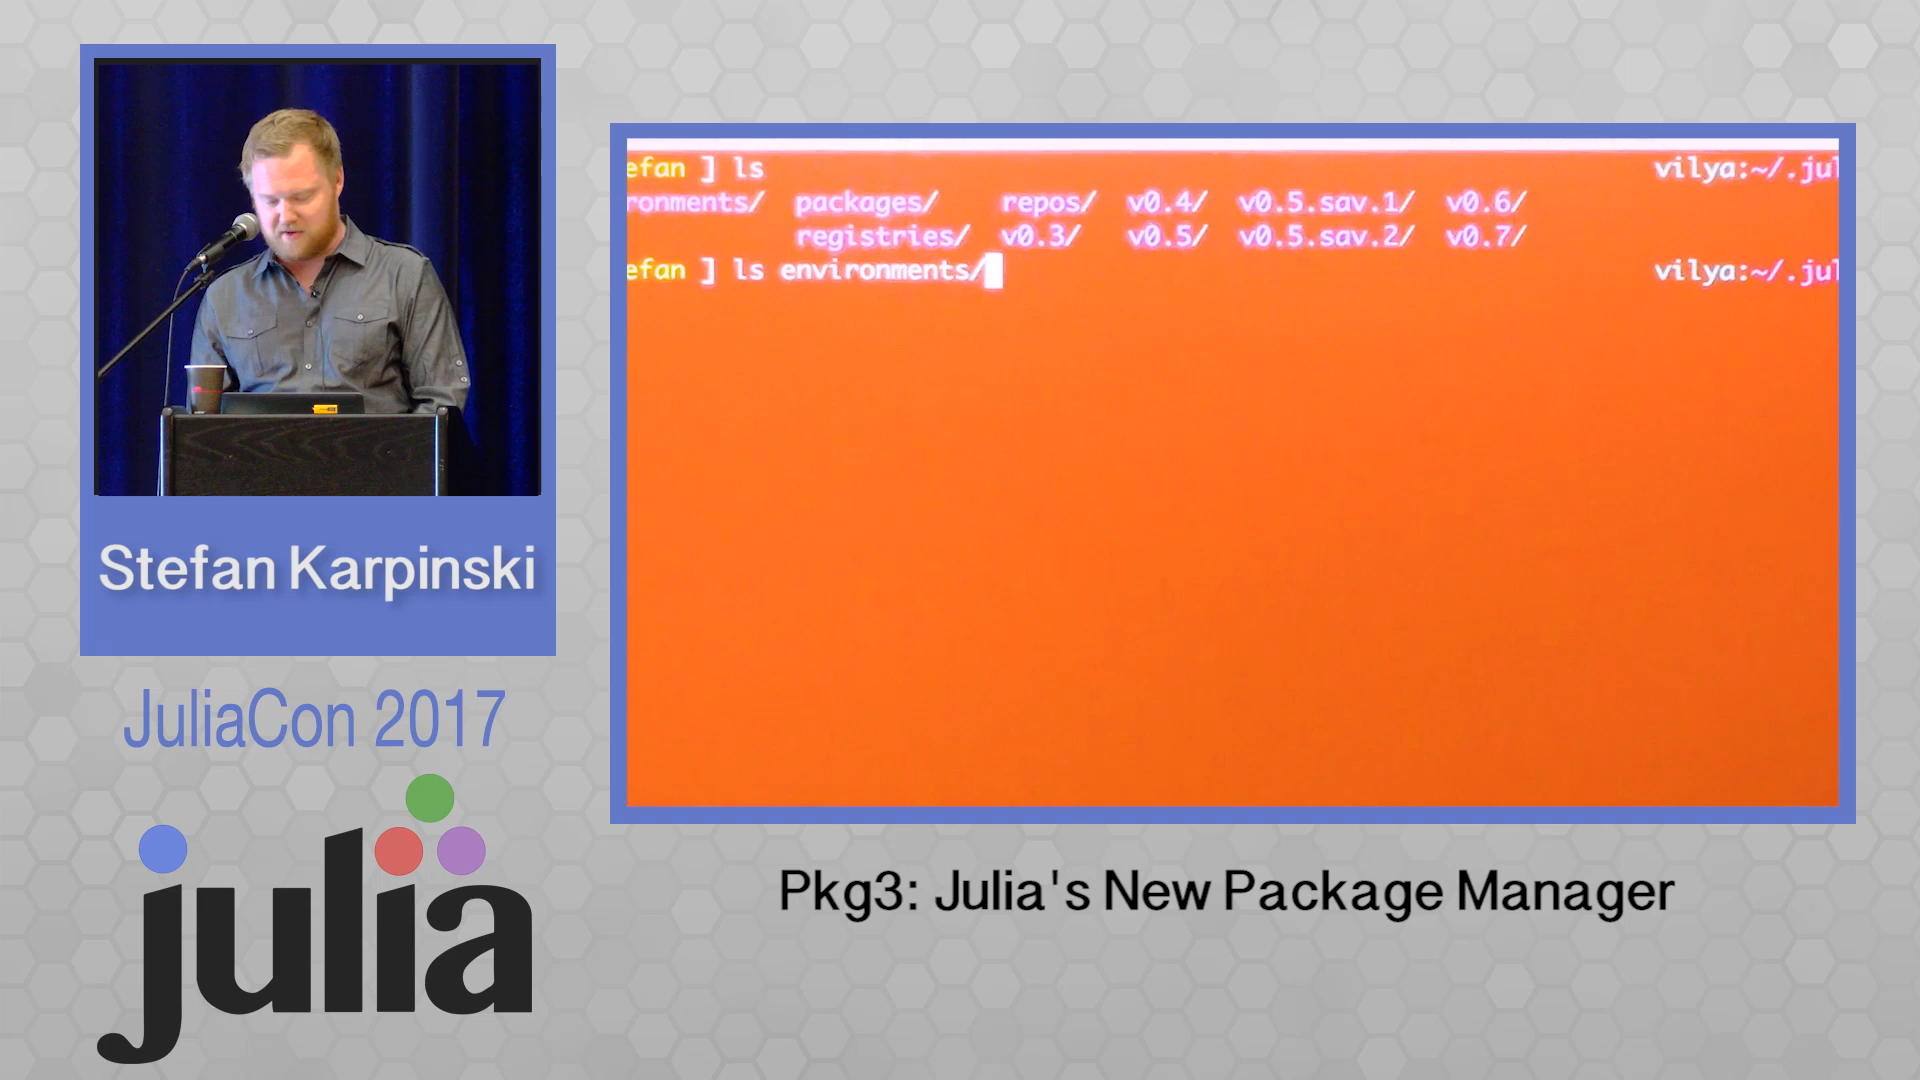 efan ] ls vilya:~/.jul
ronments/ packages/ repos/ v0.4/ v0.5.sav.1/ v0.6/
registries/ v0.3/ v0.5/ v0.5.sav.2/ v0.7/
efan ] ls environments/ vilya:~/.jul
Stefan Karpinski
JuliaCon 2017
julia
Pkg3: Julia's New Package Manager